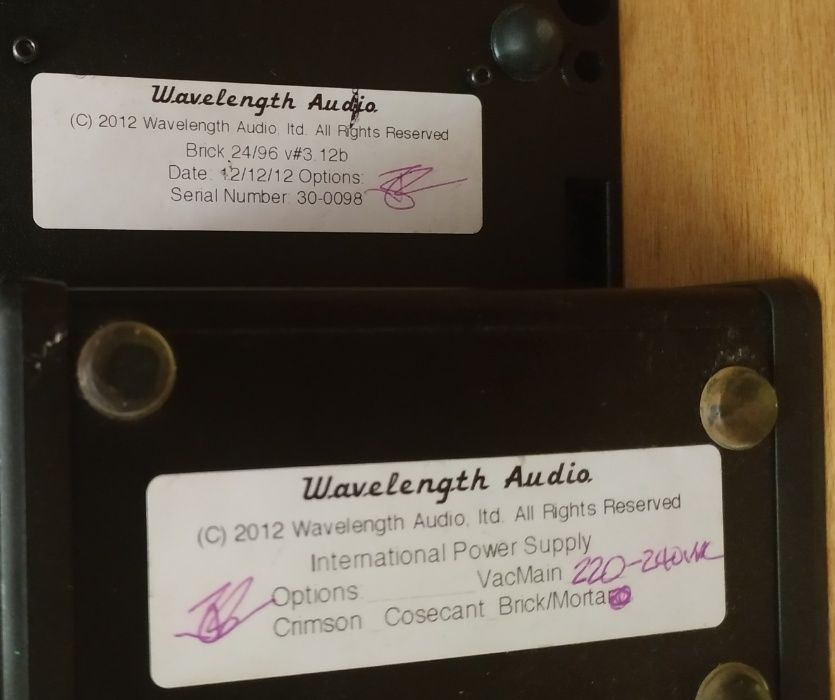 Wavelength Audio
(C) 2012 Wavelength Audio, ltd. All Rights Reserved
Brick 24/96 v#3.12b
Date: 12/12/12 Options:
Serial Number: 30-0098
Wavelength Audio
(C) 2012 Wavelength Audio, ltd. All Rights Reserved
International Power Supply
Options: ________ VacMain 220-240VAC
Crimson _Cosecant_Brick/Mortar